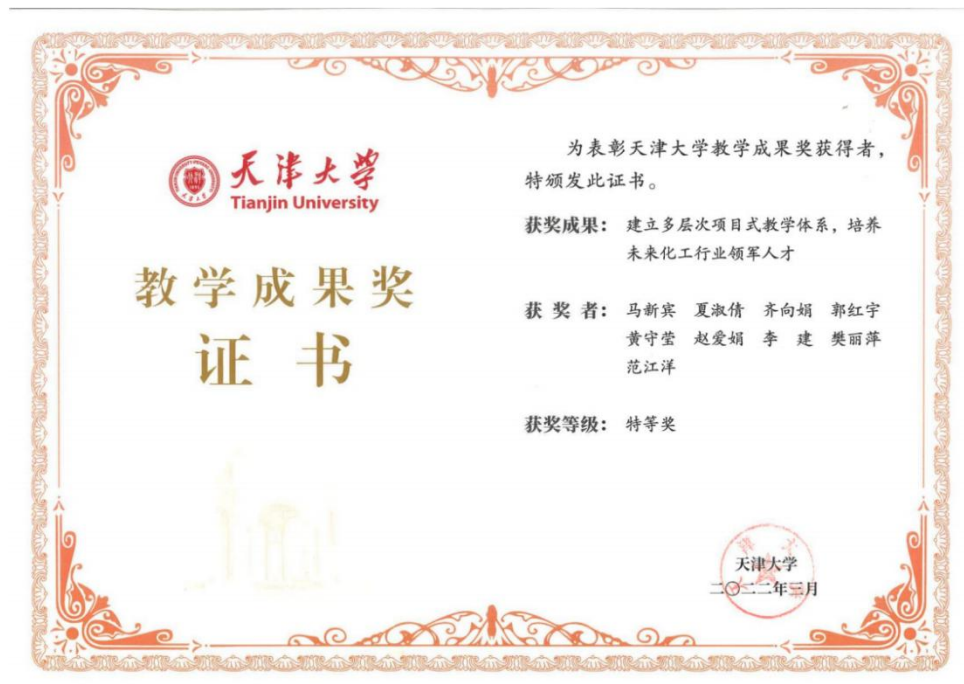 天津大学
Tianjin University
教学成果奖
证书
为表彰天津大学教学成果奖获得者，
特颁发此证书。
获奖成果： 建立多层次项目式教学体系，培养
未来化工行业领军人才
获奖者： 马新宾 夏淑倩 齐向娟 郭红宇
黄守莹 赵爱娟 李建 樊丽萍
范江洋
获奖等级： 特等奖
天津大学
二〇二二年三月